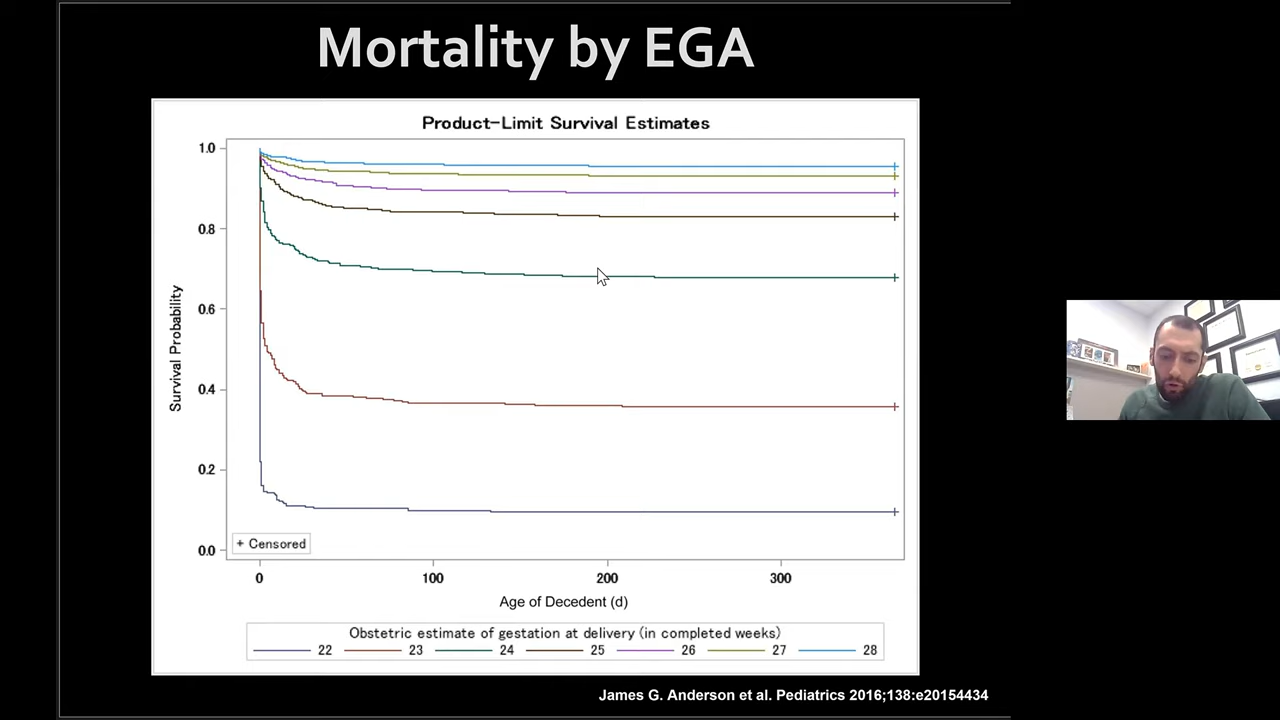 Mortality by EGA
Product-Limit Survival Estimates
1.0
0.8
0.6
0.4
0.2
0.0
Survival Probability
+ Censored
0 100 200 300
Age of Decedent (d)
Obstetric estimate of gestation at delivery (in completed weeks)
22 23 24 25 26 27 28
James G. Anderson et al. Pediatrics 2016;138:e20154434